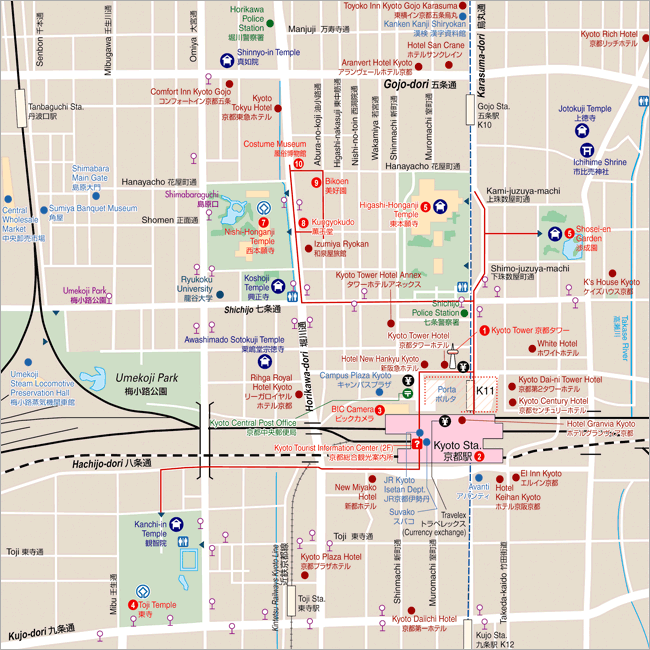 Senbon 千本通
Mibugawa 壬生川通
Omiya 大宮通
Horikawa
Police
Station
堀川警察署
Manjuji 万寿寺通
Toyoko Inn Kyoto Gojo Karasuma
東横イン京都五条烏丸
Kanken Kanji Shiryokan
漢検 漢字資料館
Hotel San Crane
ホテルサンクレイン
Aranvert Hotel Kyoto
アランヴェールホテル京都
Karasuma-dori 烏丸通
Kyoto Rich Hotel
京都リッチホテル
Shinnyo-in Temple
真如院
Gojo-dori 五条通
Comfort Inn Kyoto Gojo
コンフォートイン京都五条
Kyoto
Tokyu Hotel
京都東急ホテル
Tanbaguchi Sta.
丹波口駅
Abura-no-koji 油小路通
Higashi-nakasuji 東中筋通
Nishi-no-toin 西洞院通
Wakamiya 若宮通
Shinmachi 新町通
Muromachi 室町通
Gojo Sta.
五条駅
K10
Jotokuji Temple
上徳寺
Costume Museum
風俗博物館
10
Ichihime Shrine
市比売神社
Shimabara
Main Gate
島原大門
Hanayacho 花屋町通
Hanayacho 花屋町通
9
Bikoen
美好園
Kami-juzuya-machi
上珠数屋町通
Shimabaraguchi
島原口
Central
Wholesale
Market
中央卸売市場
Sumiya Banquet Museum
角屋
Shomen 正面通
7
Nishi-Honganji
Temple
西本願寺
8
Kungyokudo
薫玉堂
Higashi-Honganji
Temple
東本願寺
5
5
Shosei-en
Garden
渉成園
Izumiya Ryokan
和泉屋旅館
Shimo-juzuya-machi
下珠数屋町通
Ryukoku
University
龍谷大学
Koshoji
Temple
興正寺
Kyoto Tower Hotel Annex
タワーホテルアネックス
K's House Kyoto
ケイズハウス京都
Umekoji Park
梅小路公園
Shichijo 七条通
Shichijo
Police Station
七条警察署
Takase River
高瀬川
Awashimado Sotokuji Temple
粟嶋堂宗徳寺
Horikawa-dori 堀川通
Kyoto Tower Hotel
京都タワーホテル
1
Kyoto Tower 京都タワー
White Hotel
ホワイトホテル
Umekoji
Steam Locomotive
Preservation Hall
梅小路蒸気機関車館
Umekoji Park
梅小路公園
Hotel New Hankyu Kyoto
新阪急ホテル
Rihga Royal
Hotel Kyoto
リーガロイヤル
ホテル京都
Campus Plaza Kyoto
キャンパスプラザ
¥
〒
Porta
ポルタ
K11
Kyoto Dai-ni Tower Hotel
京都第2タワーホテル
Kyoto Century Hotel
京都センチュリーホテル
BIC Camera
ビックカメラ
3
¥
Hotel Granvia Kyoto
ホテルグランヴィア京都
Kyoto Central Post Office
京都中央郵便局
Kyoto Tourist Information Center (2F)
京都総合観光案内所
?
Kyoto Sta.
京都駅
2
Hachijo-dori 八条通
New Miyako
Hotel
新都ホテル
JR Kyoto
Isetan Dept.
JR京都伊勢丹
Suvako
スバコ
Travelex
トラベレックス
(Currency exchange)
Avanti
アバンティ
Hotel
Keihan Kyoto
ホテル京阪京都
El Inn Kyoto
エルイン京都
Kanchi-in
Temple
観智院
Toji 東寺通
Toji 東寺通
Kyoto Plaza Hotel
京都プラザホテル
Kintetsu Railways Kyoto Line
近鉄京都線
Shinmachi 新町通
Muromachi 室町通
Takeda-kaido 竹田街道
Mibu 壬生通
4
Toji Temple
東寺
Toji Sta.
東寺駅
Kyoto Daiichi Hotel
京都第一ホテル
Kujo-dori 九条通
Kujo Sta.
九条駅 K12